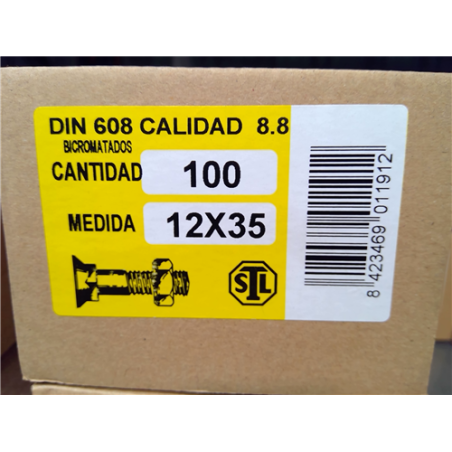 DIN 608 CALIDAD 8.8
BICROMATADOS
CANTIDAD 100
MEDIDA 12X35
STL
8 423469 011912